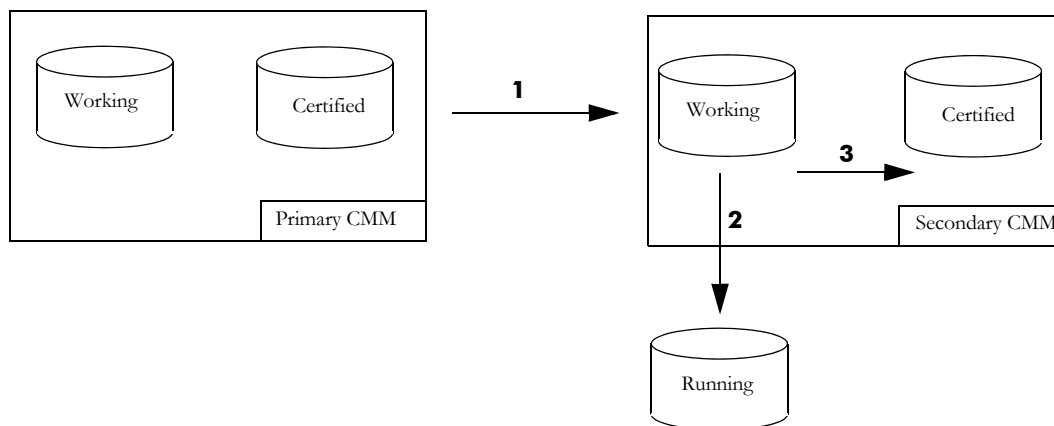 Working
Certified
Primary CMM
1
Working
Certified
3
Secondary CMM
2
Running